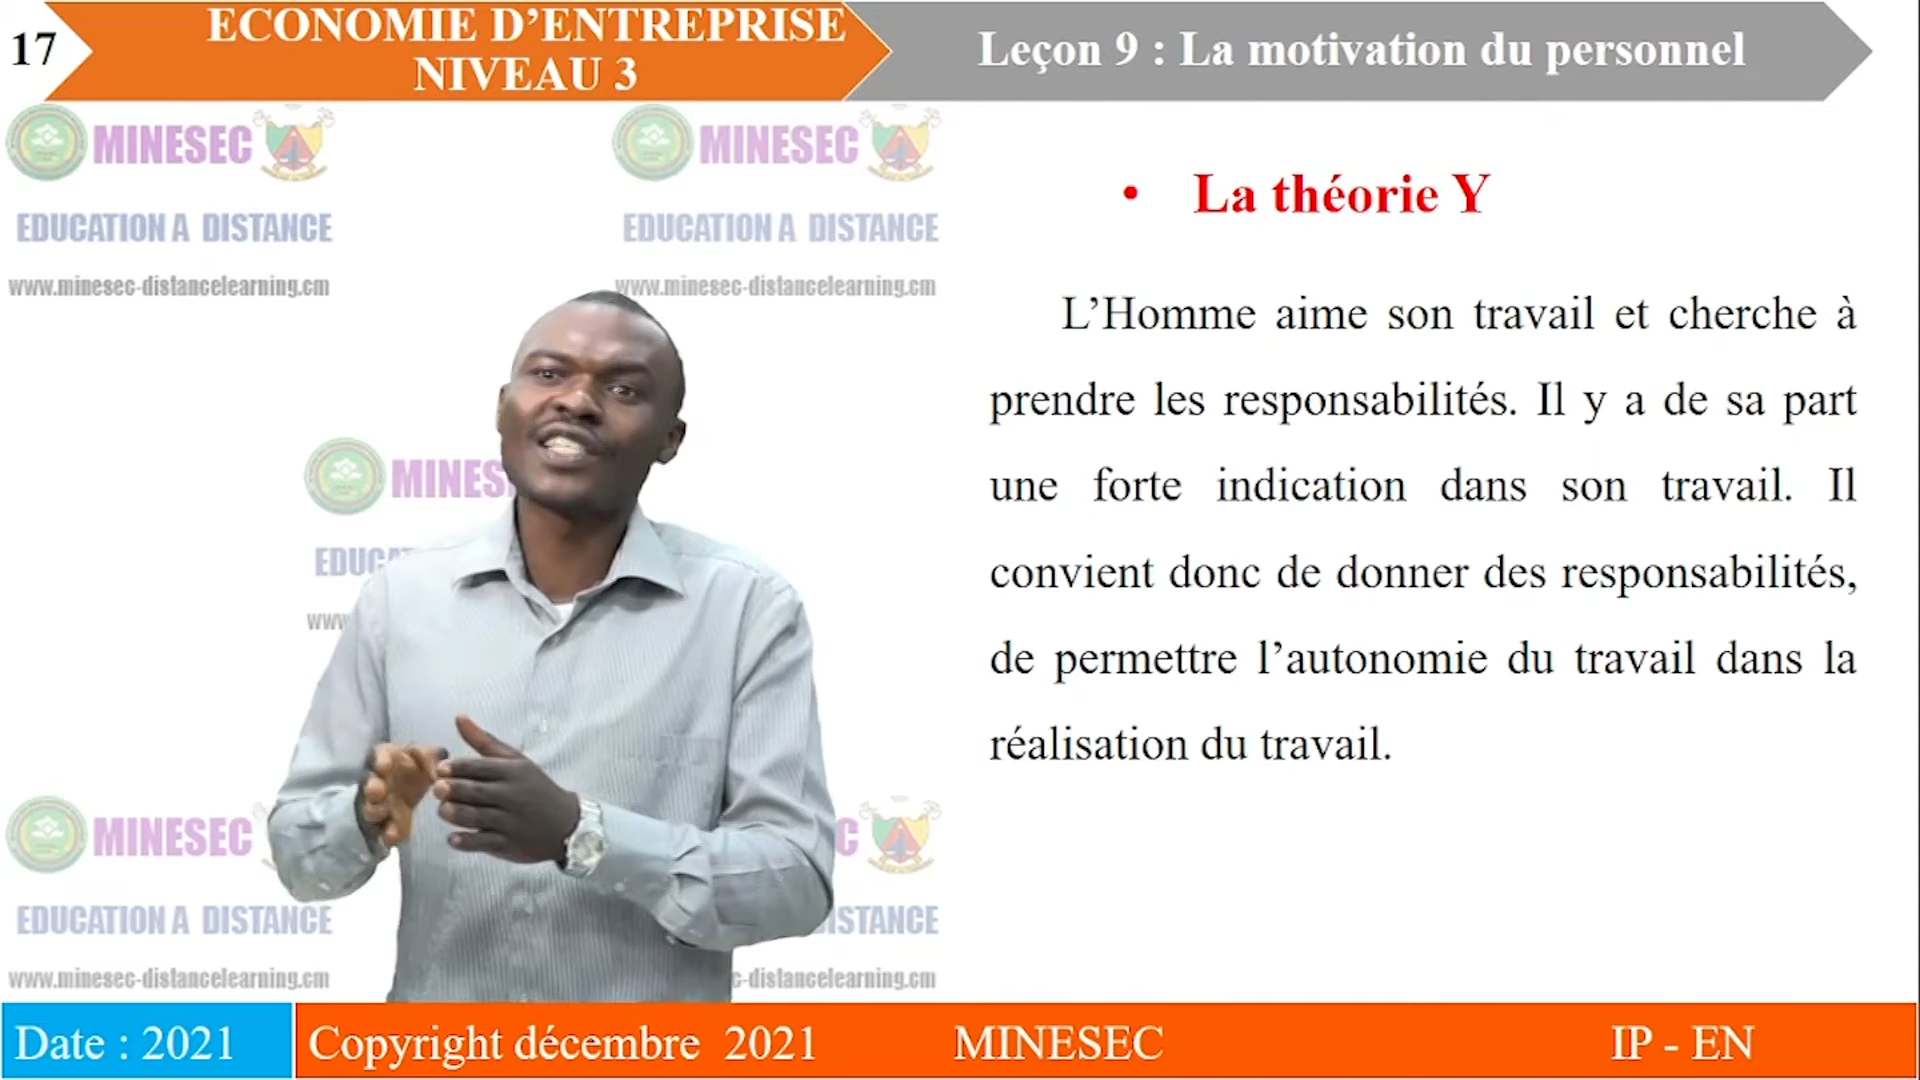 17
ECONOMIE D’ENTREPRISE
NIVEAU 3
Leçon 9 : La motivation du personnel
MINESEC
EDUCATION A DISTANCE
www.minesec-distancelearning.cm
MINESEC
EDUCATION A DISTANCE
www.minesec-distancelearning.cm
• La théorie Y
L’Homme aime son travail et cherche à
prendre les responsabilités. Il y a de sa part
une forte indication dans son travail. Il
convient donc de donner des responsabilités,
de permettre l’autonomie du travail dans la
réalisation du travail.
MINES
EDUCA
www
MINESEC
EDUCATION A DISTANCE
www.minesec-distancelearning.cm
C
ISTANCE
c-distancelearning.cm
Date : 2021
Copyright décembre 2021
MINESEC
IP - EN